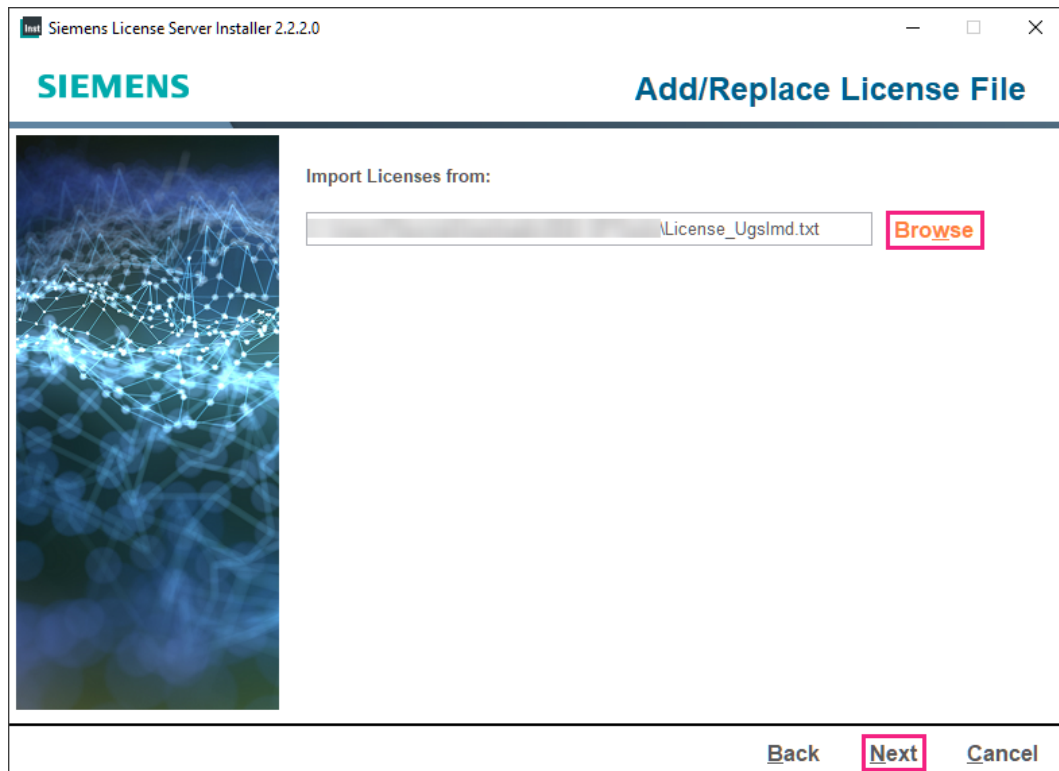 Inst Siemens License Server Installer 2.2.2.0
SIEMENS
Add/Replace License File
Import Licenses from:
\License_Ugslmd.txt
Browse
Back Next Cancel